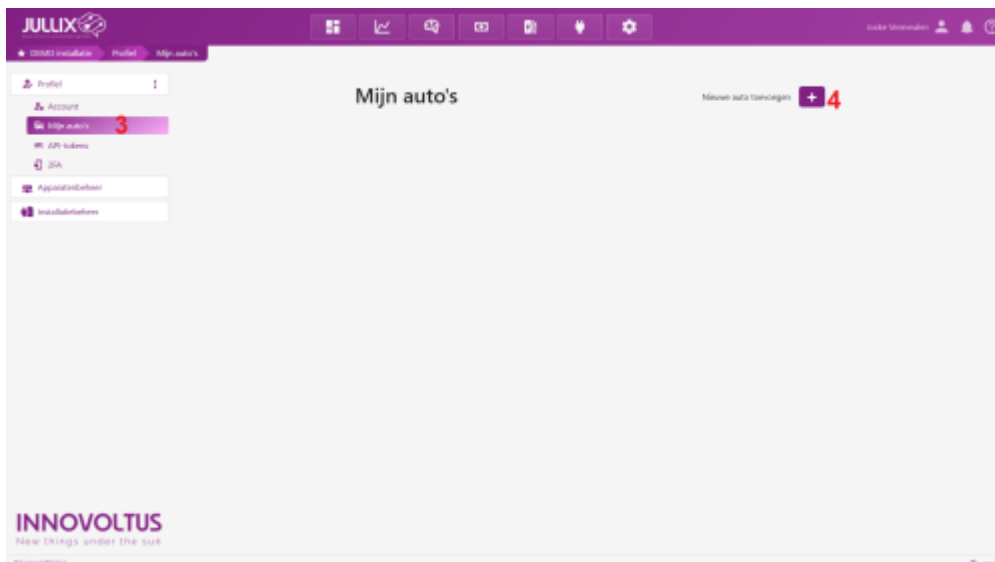 JULLIX
DEMO installatie Profiel Mijn auto's
Profiel
Account
Mijn auto's 3
API-tokens
2FA
Apparatenbeheer
Installatiebeheer
Mijn auto's
Nieuwe auto toevoegen + 4
INNOVOLTUS
New things under the sun